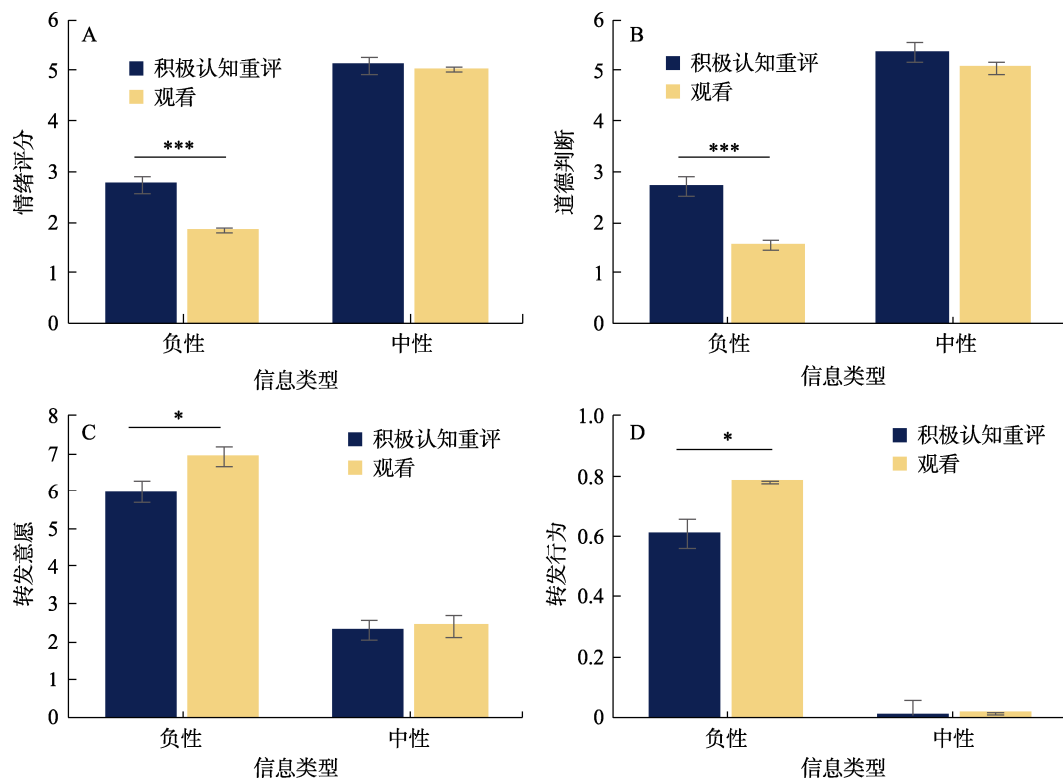 A
6
5
4
3
2
1
0
情绪评分
积极认知重评
观看
***
负性
中性
信息类型
B
6
5
4
3
2
1
0
道德判断
积极认知重评
观看
***
负性
中性
信息类型
C
8
7
6
5
4
3
2
1
0
转发意愿
*
积极认知重评
观看
负性
中性
信息类型
D
1.0
0.8
0.6
0.4
0.2
0
转发行为
*
积极认知重评
观看
负性
中性
信息类型